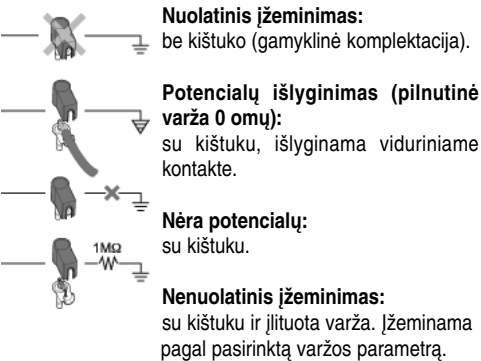 Nuolatinis įžeminimas:
be kištuko (gamyklinė komplektacija).
Potencialų išlyginimas (pilnutinė
varža 0 omų):
su kištuku, išlyginama viduriniame
kontakte.
Nėra potencialų:
su kištuku.
1MΩ
Nenuolatinis įžeminimas:
su kištuku ir įlituota varža. Įžeminama
pagal pasirinktą varžos parametrą.